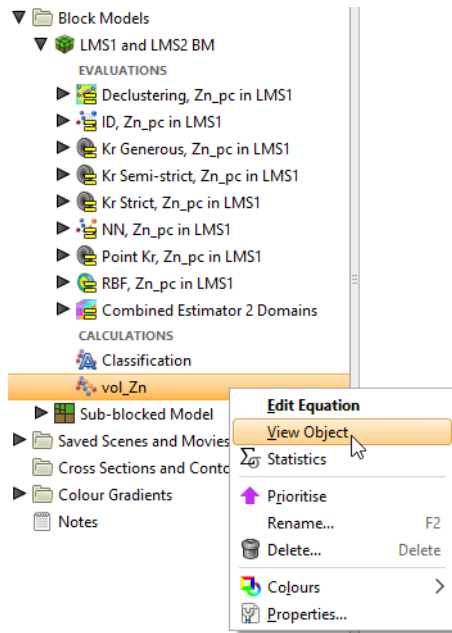 Block Models
LMS1 and LMS2 BM
EVALUATIONS
Declustering, Zn_pc in LMS1
ID, Zn_pc in LMS1
Kr Generous, Zn_pc in LMS1
Kr Semi-strict, Zn_pc in LMS1
Kr Strict, Zn_pc in LMS1
NN, Zn_pc in LMS1
Point Kr, Zn_pc in LMS1
RBF, Zn_pc in LMS1
Combined Estimator 2 Domains
CALCULATIONS
Classification
vol_Zn
Sub-blocked Model
Saved Scenes and Movies
Cross Sections and Conto
Colour Gradients
Notes
Edit Equation
View Object
Statistics
Prioritise
Rename... F2
Delete... Delete
Colours
Properties...